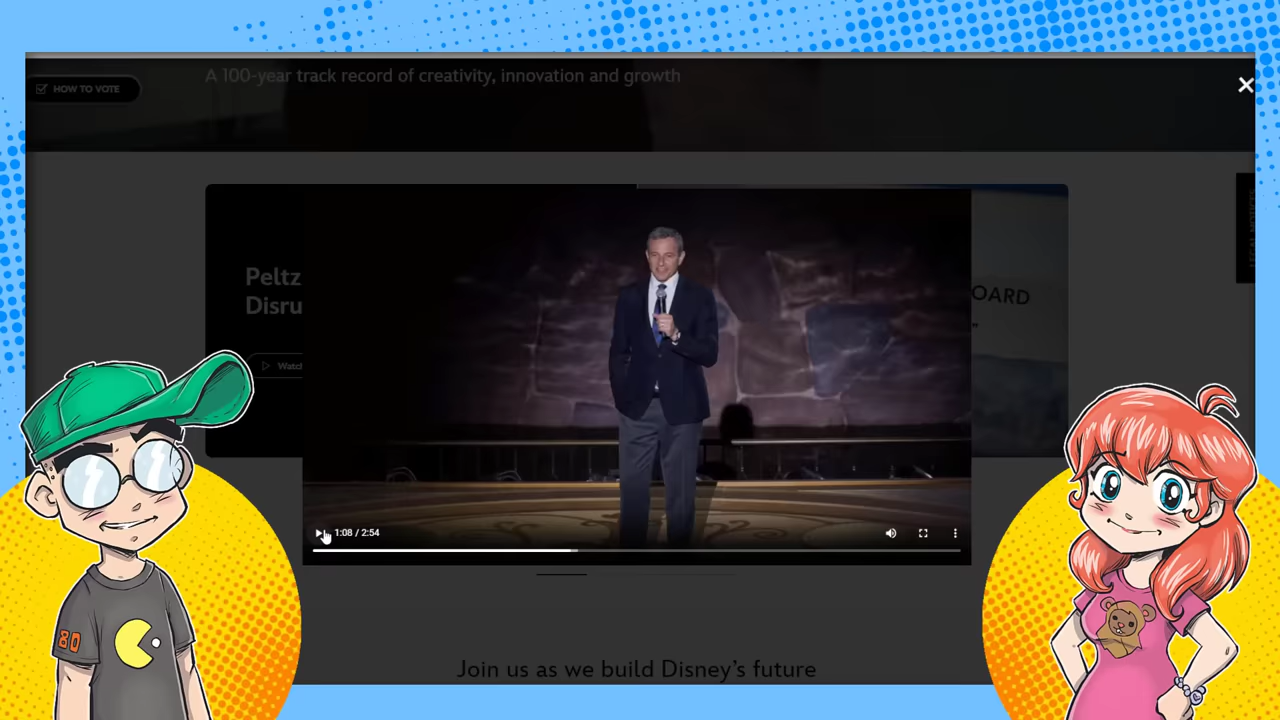 A 100-year track record of creativity, innovation and growth
HOW TO VOTE
Peltz
Disru
OARD
Watch
1:08 / 2:54
80
Join us as we build Disney's future